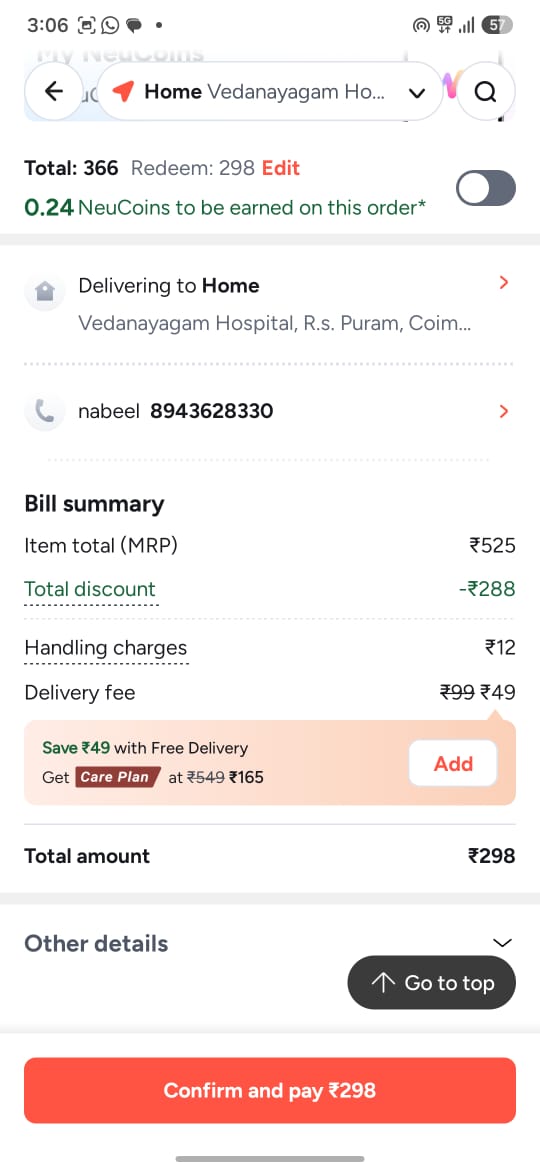 3:06
5G
57
My NeuCoins
Home Vedanayagam Ho...
Total: 366 Redeem: 298 Edit
0.24 NeuCoins to be earned on this order*
Delivering to Home
Vedanayagam Hospital, R.s. Puram, Coim...
nabeel 8943628330
Bill summary
Item total (MRP) ₹525
Total discount -₹288
Handling charges ₹12
Delivery fee ₹99 ₹49
Save ₹49 with Free Delivery
Get Care Plan at ₹549 ₹165
Add
Total amount ₹298
Other details
Go to top
Confirm and pay ₹298